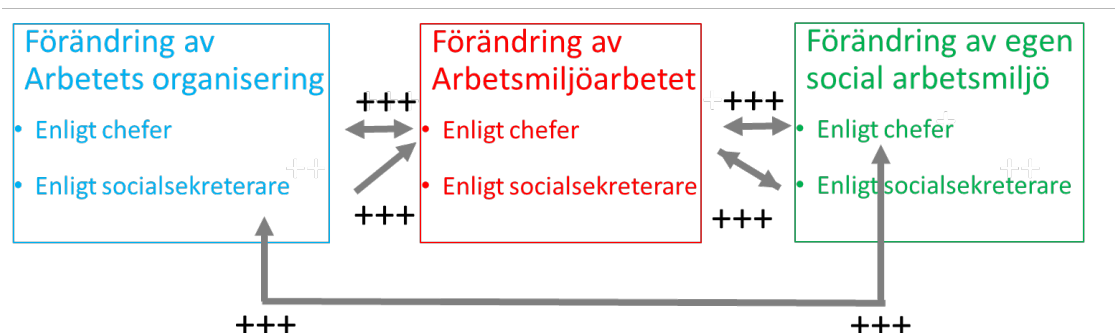 Förändring av
Arbetets organisering
• Enligt chefer
• Enligt socialsekreterare
+++
+++
Förändring av
Arbetsmiljöarbetet
• Enligt chefer
• Enligt socialsekreterare
+++
+++
Förändring av egen
social arbetsmiljö
• Enligt chefer
• Enligt socialsekreterare
+++
+++